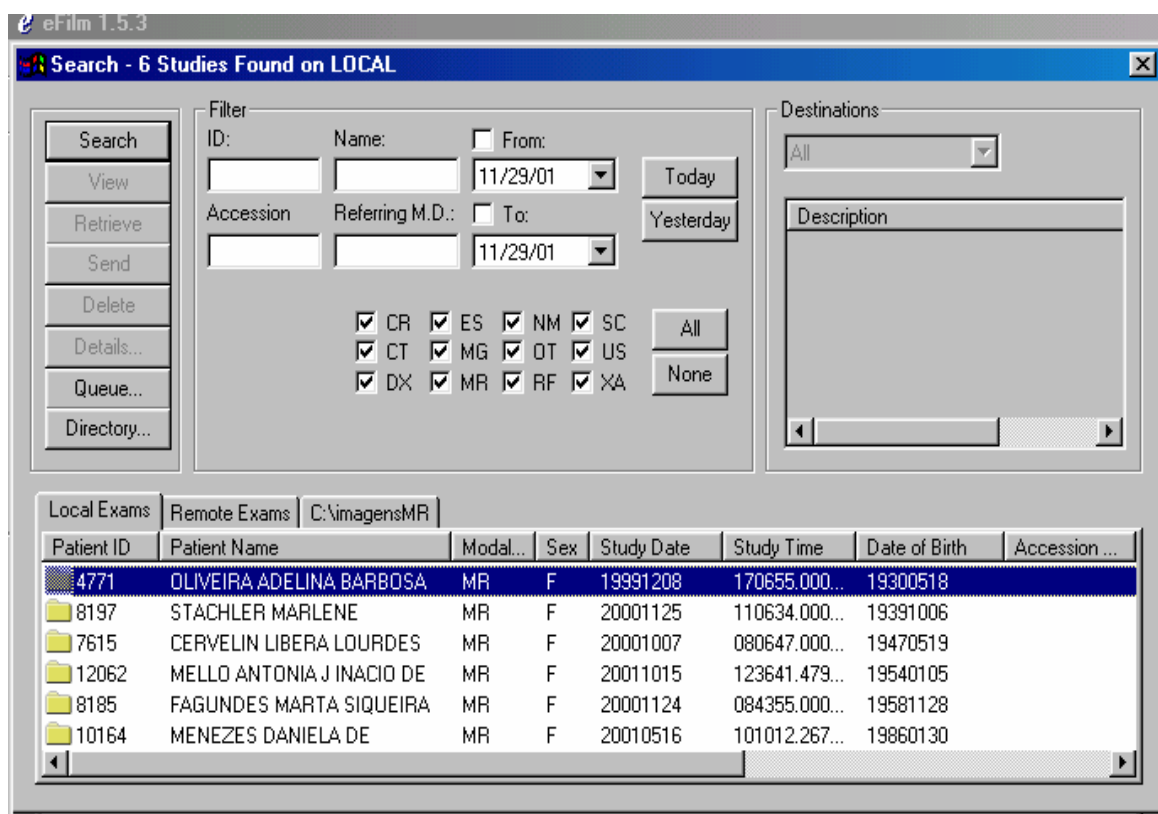 eFilm 1.5.3
Search - 6 Studies Found on LOCAL
Search
View
Retrieve
Send
Delete
Details...
Queue...
Directory...
Filter
ID: Name: From:
11/29/01
Today
Accession Referring M.D.: To:
Yesterday
11/29/01
CR ES NM SC
CT MG OT US
DX MR RF XA
All
None
Destinations
All
Description
Local Exams Remote Exams C:\imagensMR
Patient ID Patient Name Modal... Sex Study Date Study Time Date of Birth Accession ...
4771 OLIVEIRA ADELINA BARBOSA MR F 19991208 170655.000... 19300518
8197 STACHLER MARLENE MR F 20001125 110634.000... 19391006
7615 CERVELIN LIBERA LOURDES MR F 20001007 080647.000... 19470519
12062 MELLO ANTONIA J INACIO DE MR F 20011015 123641.479... 19540105
8185 FAGUNDES MARTA SIQUEIRA MR F 20001124 084355.000... 19581128
10164 MENEZES DANIELA DE MR F 20010516 101012.267... 19860130